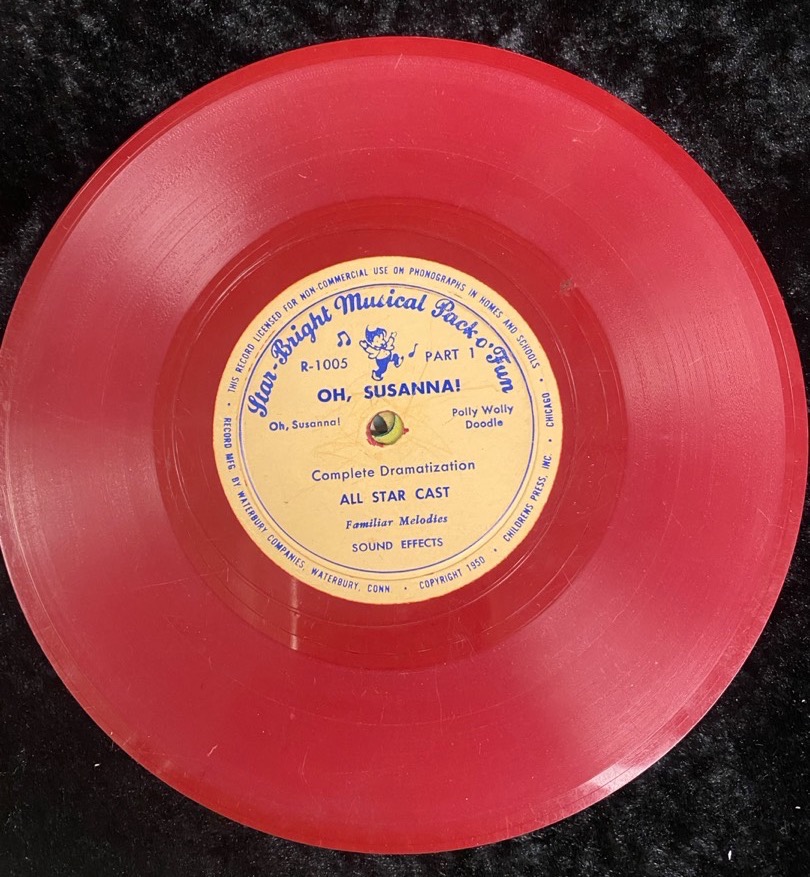 • THIS RECORD LICENSED FOR NON-COMMERCIAL USE ON PHONOGRAPHS IN HOMES AND SCHOOLS •
Star-Bright Musical Pack o' Fun
R-1005 PART 1
OH, SUSANNA!
Oh, Susanna! Polly Wolly
Doodle
Complete Dramatization
ALL STAR CAST
Familiar Melodies
SOUND EFFECTS
RECORD MFG. BY WATERBURY COMPANIES, WATERBURY, CONN. • COPYRIGHT 1950 • CHILDRENS PRESS, INC. • CHICAGO